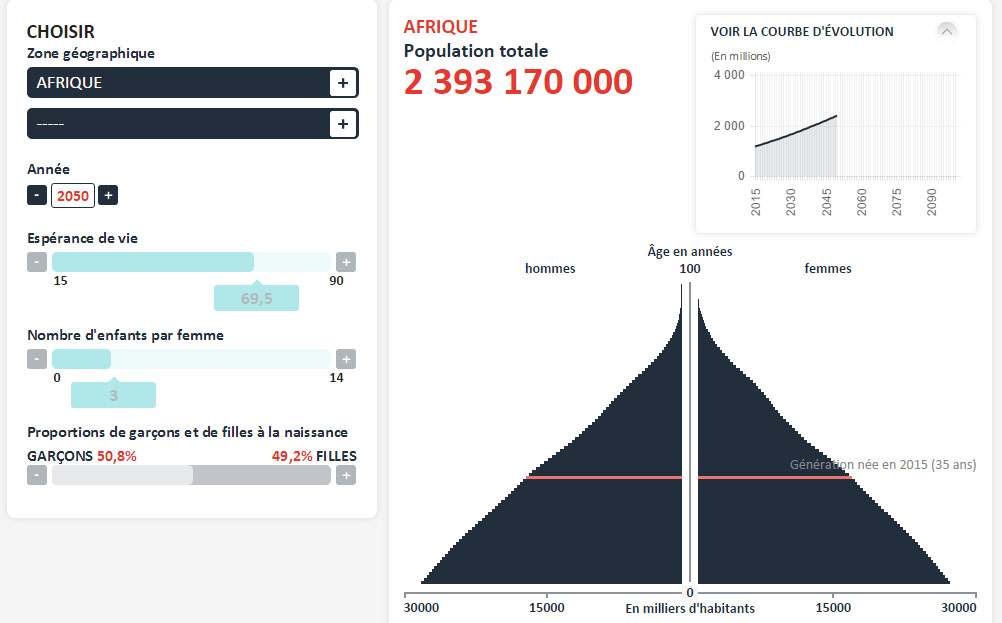 CHOISIR
Zone géographique
AFRIQUE +
----- +
Année
- 2050 +
Espérance de vie
- +
15 90
69,5
Nombre d'enfants par femme
- +
0 14
3
Proportions de garçons et de filles à la naissance
GARÇONS 50,8% 49,2% FILLES
- +
AFRIQUE
Population totale
2 393 170 000
VOIR LA COURBE D'ÉVOLUTION
(En millions)
4 000
2 000
0
2015 2030 2045 2060 2075 2090
Âge en années
hommes 100 femmes
Génération née en 2015 (35 ans)
0
30000 15000 En milliers d'habitants 15000 30000